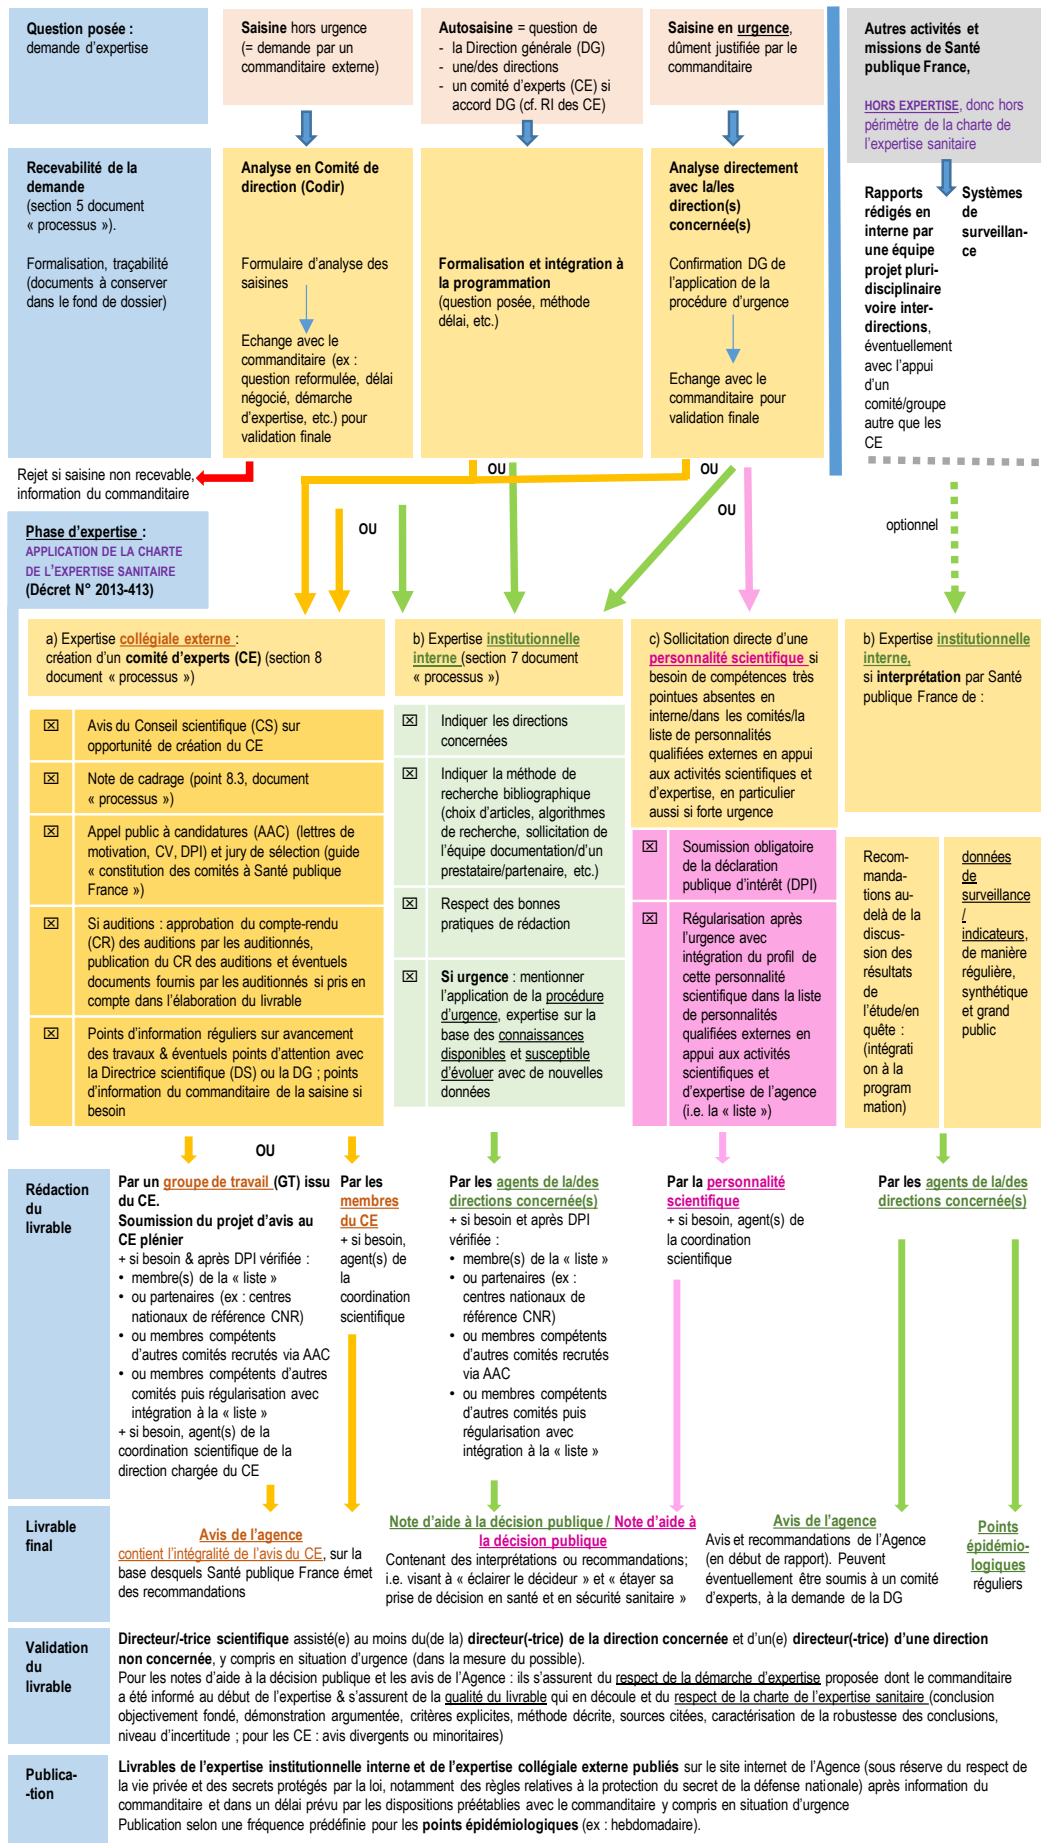 Question posée :
demande d'expertise
Saisine hors urgence
(= demande par un
commanditaire externe)
Autosaisine = question de
- la Direction générale (DG)
- une/des directions
- un comité d'experts (CE) si
accord DG (cf. RI des CE)
Saisine en urgence,
dûment justifiée par le
commanditaire
Autres activités et
missions de Santé
publique France,
HORS EXPERTISE, donc hors
périmètre de la charte de
l'expertise sanitaire
Recevabilité de la
demande
(section 5 document
« processus »).
Formalisation, traçabilité
(documents à conserver
dans le fond de dossier)
Analyse en Comité de
direction (Codir)
Formulaire d'analyse des
saisines
Echange avec le
commanditaire (ex :
question reformulée, délai
négocié, démarche
d'expertise, etc.) pour
validation finale
Formalisation et intégration à
la programmation
(question posée, méthode
délai, etc.)
Analyse directement
avec la/les
direction(s)
concernée(s)
Confirmation DG de
l'application de la
procédure d'urgence
Echange avec le
commanditaire pour
validation finale
Rapports
rédigés en
interne par
une équipe
projet pluri-
disciplinaire
voire inter-
directions,
éventuellement
avec l'appui
d'un
comité/groupe
autre que les
CE
Systèmes
de
surveillan-
ce
Rejet si saisine non recevable,
information du commanditaire
OU
OU
OU
OU
optionnel
Phase d'expertise :
APPLICATION DE LA CHARTE
DE L'EXPERTISE SANITAIRE
(Décret N° 2013-413)
a) Expertise collégiale externe :
création d'un comité d'experts (CE) (section 8
document « processus »)
☒ Avis du Conseil scientifique (CS) sur
opportunité de création du CE
☒ Note de cadrage (point 8.3, document
« processus »)
☒ Appel public à candidatures (AAC) (lettres de
motivation, CV, DPI) et jury de sélection (guide
« constitution des comités à Santé publique
France »)
☒ Si auditions : approbation du compte-rendu
(CR) des auditions par les auditionnés,
publication du CR des auditions et éventuels
documents fournis par les auditionnés si pris en
compte dans l'élaboration du livrable
☒ Points d'information réguliers sur avancement
des travaux & éventuels points d'attention avec
la Directrice scientifique (DS) ou la DG ; points
d'information du commanditaire de la saisine si
besoin
b) Expertise institutionnelle
interne (section 7 document
« processus »)
☒ Indiquer les directions
concernées
☒ Indiquer la méthode de
recherche bibliographique
(choix d'articles, algorithmes
de recherche, sollicitation de
l'équipe documentation/d'un
prestataire/partenaire, etc.)
☒ Respect des bonnes
pratiques de rédaction
☒ Si urgence : mentionner
l'application de la procédure
d'urgence, expertise sur la
base des connaissances
disponibles et susceptible
d'évoluer avec de nouvelles
données
c) Sollicitation directe d'une
personnalité scientifique si
besoin de compétences très
pointues absentes en
interne/dans les comités/la
liste de personnalités
qualifiées externes en appui
aux activités scientifiques et
d'expertise, en particulier
aussi si forte urgence
☒ Soumission obligatoire
de la déclaration
publique d'intérêt (DPI)
☒ Régularisation après
l'urgence avec
intégration du profil de
cette personnalité
scientifique dans la liste
de personnalités
qualifiées externes en
appui aux activités
scientifiques et
d'expertise de l'agence
(i.e. la « liste »)
b) Expertise institutionnelle
interne,
si interprétation par Santé
publique France de :
Recom-
manda-
tions au-
delà de la
discus-
sion des
résultats
de
l'étude/en
quête :
(intégrati
on à la
program
mation)
données
de
surveillance
/
indicateurs,
de manière
régulière,
synthétique
et grand
public
OU
Rédaction
du
livrable
Par un groupe de travail (GT) issu
du CE.
Soumission du projet d'avis au
CE plénier
+ si besoin & après DPI vérifiée :
• membre(s) de la « liste »
• ou partenaires (ex : centres
nationaux de référence CNR)
• ou membres compétents
d'autres comités recrutés via AAC
• ou membres compétents d'autres
comités puis régularisation avec
intégration à la « liste »
+ si besoin, agent(s) de la
coordination scientifique de la
direction chargée du CE
Par les
membres
du CE
+ si besoin,
agent(s) de
la
coordination
scientifique
Par les agents de la/des
directions concernée(s)
+ si besoin et après DPI
vérifiée :
• membre(s) de la « liste »
• ou partenaires (ex :
centres nationaux de
référence CNR)
• ou membres compétents
d'autres comités recrutés
via AAC
• ou membres compétents
d'autres comités puis
régularisation avec
intégration à la « liste »
Par la personnalité
scientifique
+ si besoin, agent(s) de
la coordination
scientifique
Par les agents de la/des
directions concernée(s)
Livrable
final
Avis de l'agence
contient l'intégralité de l'avis du CE, sur la
base desquels Santé publique France émet
des recommandations
Note d'aide à la décision publique / Note d'aide à
la décision publique
Contenant des interprétations ou recommandations;
i.e. visant à « éclairer le décideur » et « étayer sa
prise de décision en santé et en sécurité sanitaire »
Avis de l'agence
Avis et recommandations de l'Agence
(en début de rapport). Peuvent
éventuellement être soumis à un comité
d'experts, à la demande de la DG
Points
épidémio-
logiques
réguliers
Validation
du
livrable
Directeur/-trice scientifique assisté(e) au moins du(de la) directeur(-trice) de la direction concernée et d'un(e) directeur(-trice) d'une direction
non concernée, y compris en situation d'urgence (dans la mesure du possible).
Pour les notes d'aide à la décision publique et les avis de l'Agence : ils s'assurent du respect de la démarche d'expertise proposée dont le commanditaire
a été informé au début de l'expertise & s'assurent de la qualité du livrable qui en découle et du respect de la charte de l'expertise sanitaire (conclusion
objectivement fondé, démonstration argumentée, critères explicites, méthode décrite, sources citées, caractérisation de la robustesse des conclusions,
niveau d'incertitude ; pour les CE : avis divergents ou minoritaires)
Publica-
-tion
Livrables de l'expertise institutionnelle interne et de l'expertise collégiale externe publiés sur le site internet de l'Agence (sous réserve du respect de
la vie privée et des secrets protégés par la loi, notamment des règles relatives à la protection du secret de la défense nationale) après information du
commanditaire et dans un délai prévu par les dispositions préétablies avec le commanditaire y compris en situation d'urgence
Publication selon une fréquence prédéfinie pour les points épidémiologiques (ex : hebdomadaire).